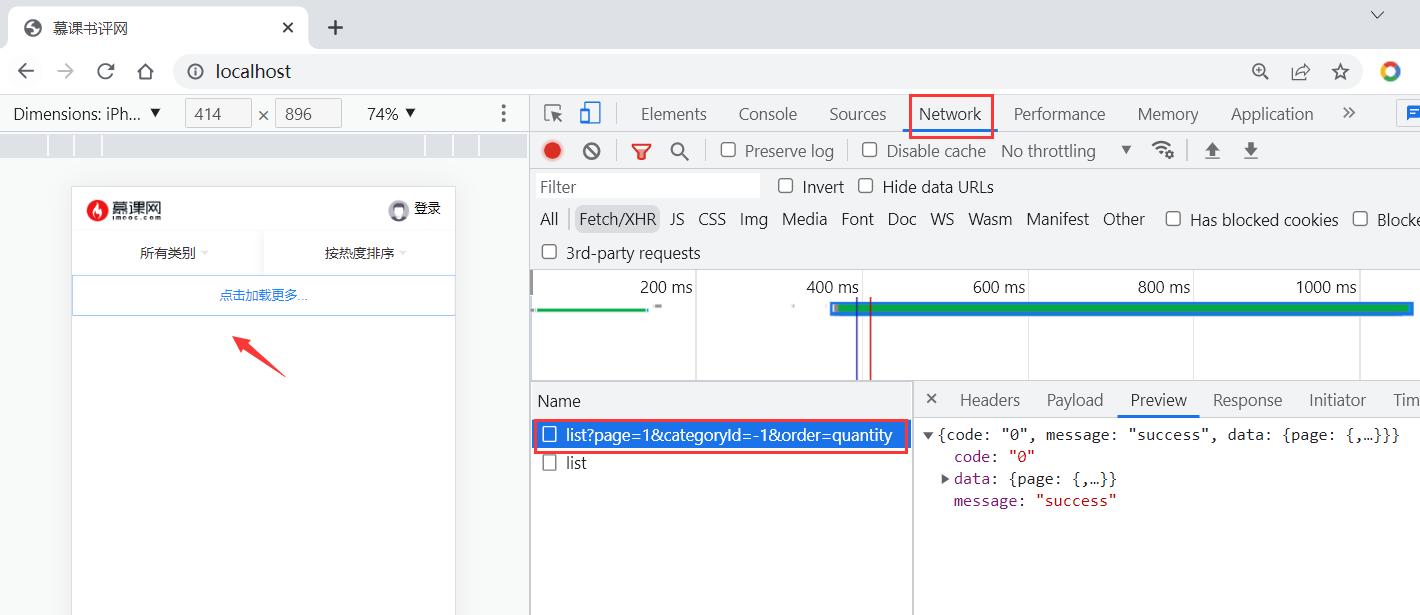 慕课书评网
localhost
Dimensions: iPh... ▼ 414 × 896 74% ▼
Elements Console Sources Network Performance Memory Application »
Preserve log Disable cache No throttling ▼
Filter Invert Hide data URLs
All Fetch/XHR JS CSS Img Media Font Doc WS Wasm Manifest Other Has blocked cookies Blocke
3rd-party requests
200 ms 400 ms 600 ms 800 ms 1000 ms
慕课网 imooc.com 登录
所有类别 按热度排序
点击加载更多...
Name
list?page=1&categoryId=-1&order=quantity
list
× Headers Payload Preview Response Initiator Tim
▼{code: "0", message: "success", data: {page: {,…}}}
code: "0"
▶data: {page: {,…}}
message: "success"